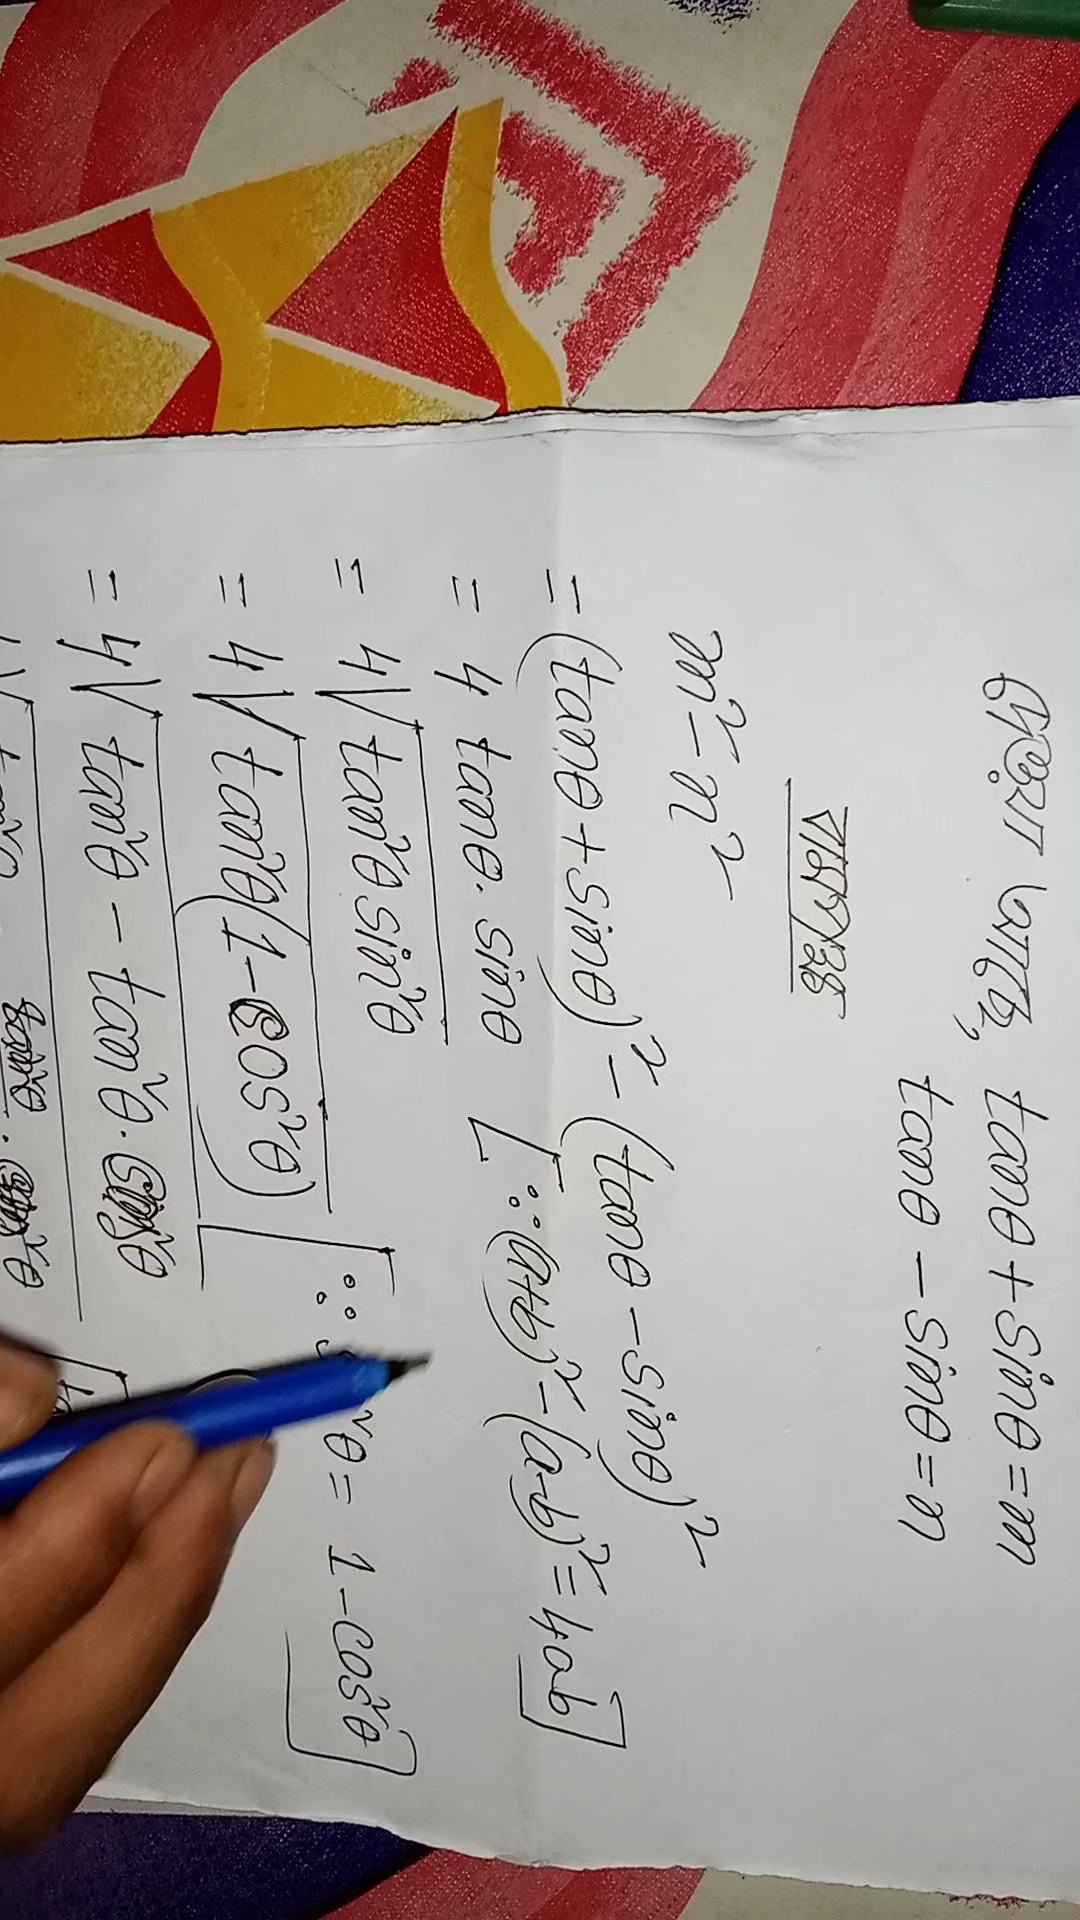 দেওয়া আছে, tanθ + sinθ = m
tanθ - sinθ = n
বামপক্ষ
m² - n²
= (tanθ + sinθ)² - (tanθ - sinθ)²
= 4 tanθ. sinθ [∵ (a+b)² - (a-b)² = 4ab]
= 4√tan²θ sin²θ
= 4√tan²θ(1 - cos²θ) [∵ θ = 1 - cos²θ]
= 4√tan²θ - tan²θ. cos²θ